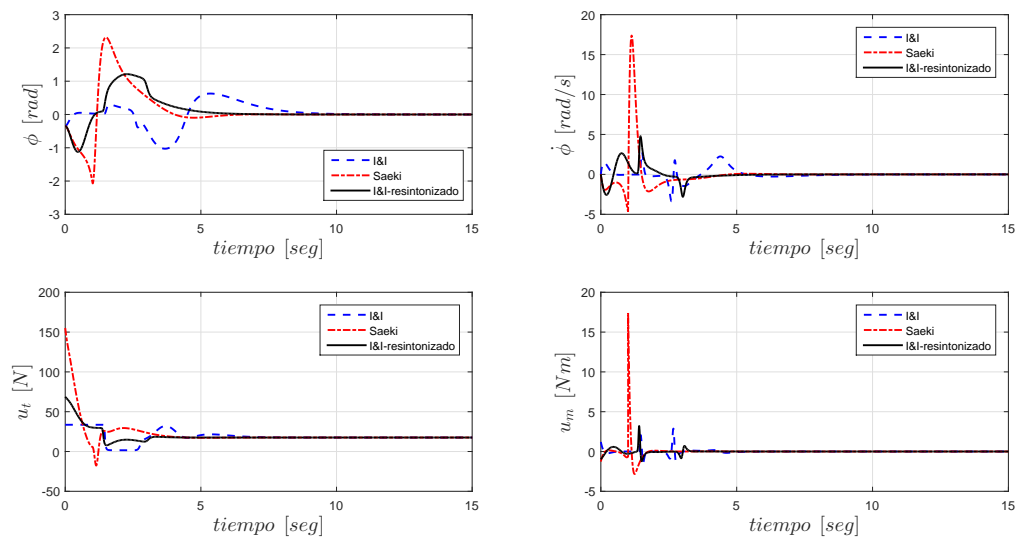 3
2
1
0
-1
-2
-3
ϕ [rad]
0 5 10 15
tiempo [seg]
I&I
Saeki
I&I-resintonizado
20
15
10
5
0
-5
ϕ̇ [rad/s]
0 5 10 15
tiempo [seg]
I&I
Saeki
I&I-resintonizado
200
150
100
50
0
-50
u_t [N]
0 5 10 15
tiempo [seg]
I&I
Saeki
I&I-resintonizado
20
15
10
5
0
-5
u_m [Nm]
0 5 10 15
tiempo [seg]
I&I
Saeki
I&I-resintonizado